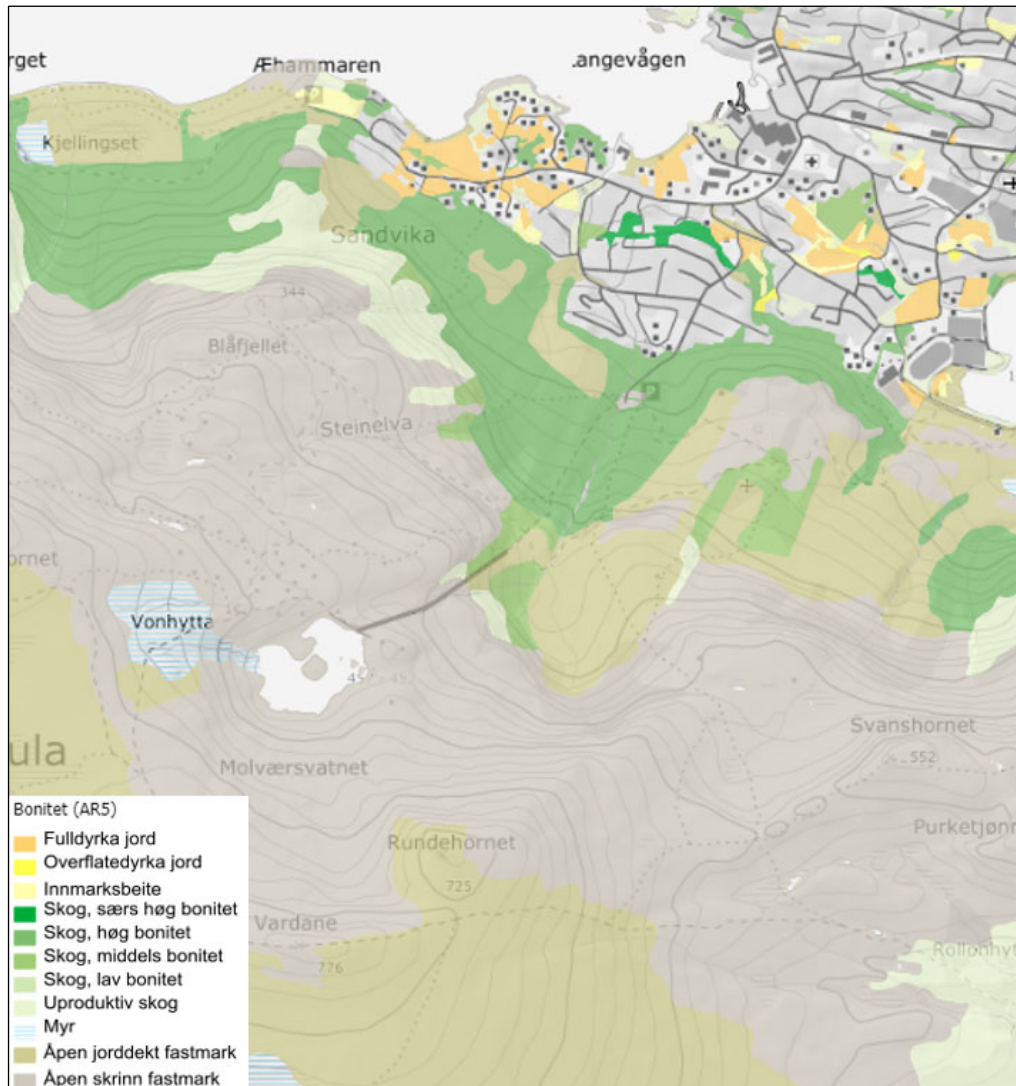 rget
Æhammaren
.angevågen
Kjellingset
Sandvika
344
Blåfjellet
Steinelva
ornet
Vonhytta
45
Svanshornet
ula
552
Molværsvatnet
Purketjønn
Rundehornet
725
Vardane
776
Rollonhyt
Bonitet (AR5)
Fulldyrka jord
Overflatedyrka jord
Innmarksbeite
Skog, særs høg bonitet
Skog, høg bonitet
Skog, middels bonitet
Skog, lav bonitet
Uproduktiv skog
Myr
Åpen jorddekt fastmark
Åpen skrinn fastmark